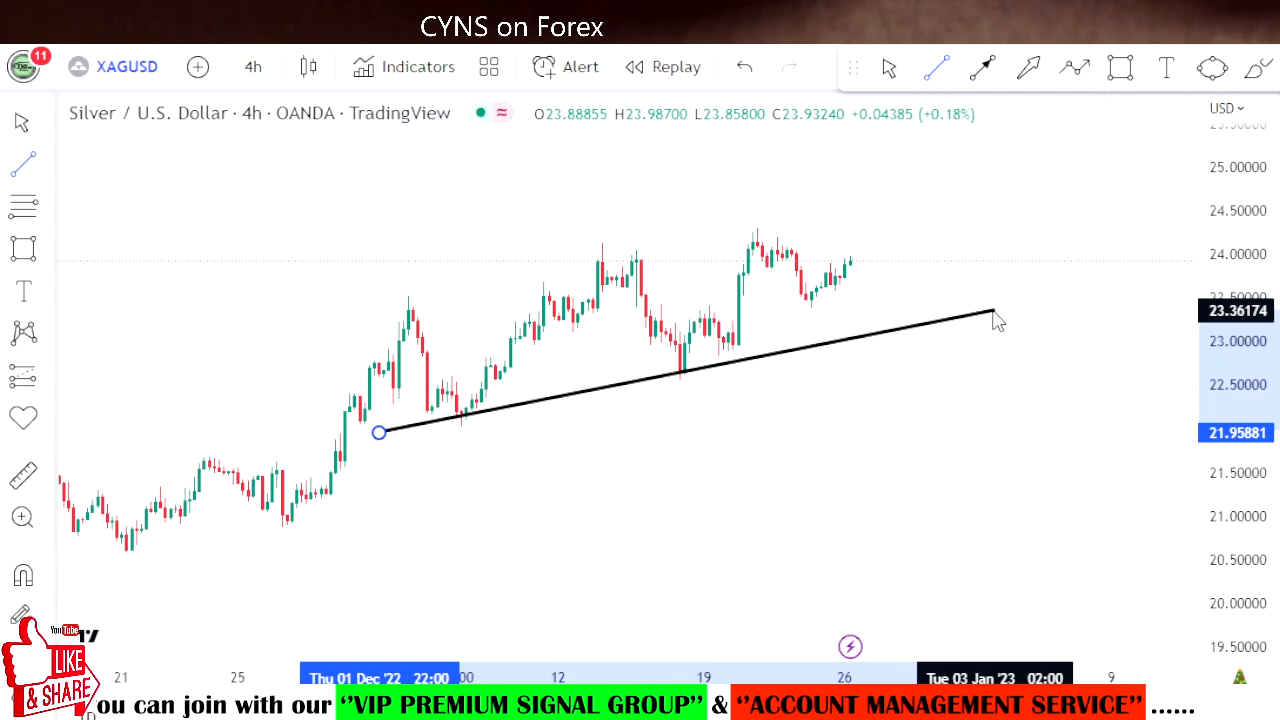 CYNS on Forex
11
XAGUSD
4h
Indicators
Alert
Replay
Silver / U.S. Dollar · 4h · OANDA · TradingView
O23.88855 H23.98700 L23.85800 C23.93240 +0.04385 (+0.18%)
USD
25.00000
24.50000
24.00000
23.36174
23.00000
22.50000
21.95881
21.50000
21.00000
20.50000
20.00000
19.50000
21
25
Thu 01 Dec '22 22:00
12
19
26
Tue 03 Jan '23 02:00
9
YouTube
LIKE
& SHARE
ou can join with our "VIP PREMIUM SIGNAL GROUP" & "ACCOUNT MANAGEMENT SERVICE" ......